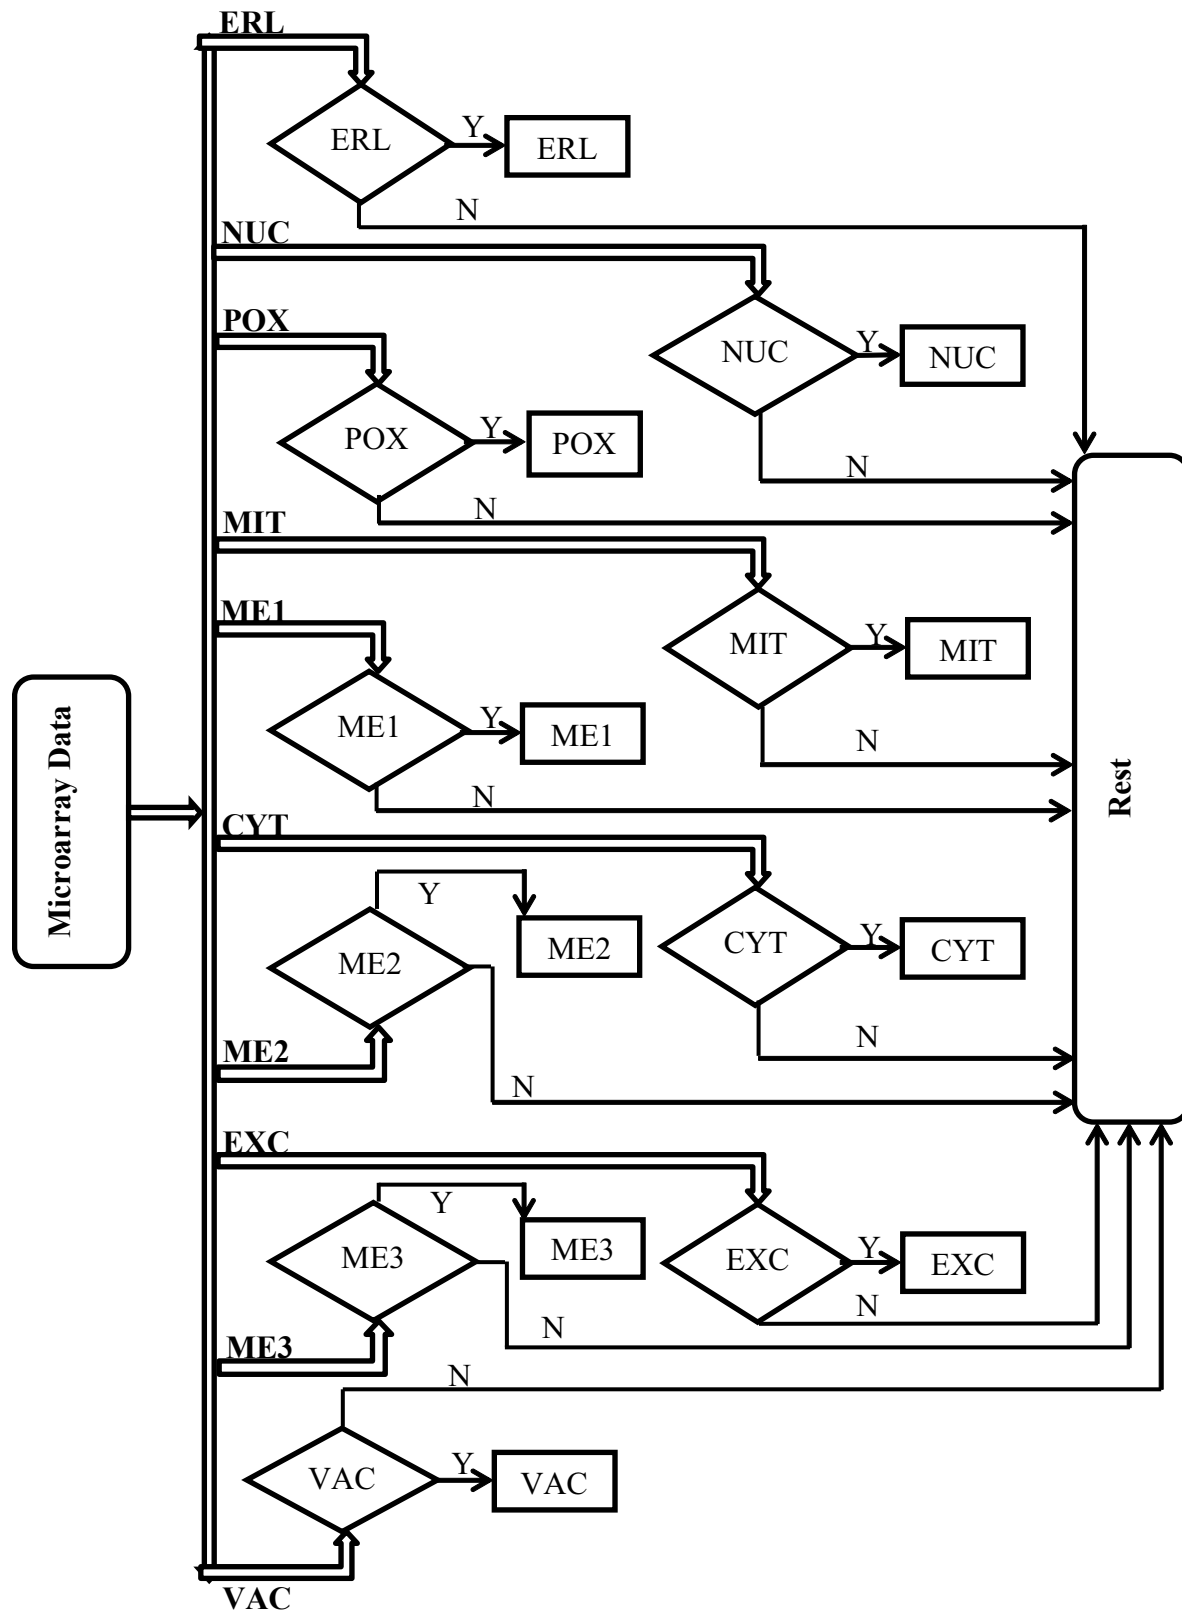 ERL
ERL
Y
ERL
N
NUC
NUC
Y
NUC
N
POX
POX
Y
POX
N
MIT
MIT
Y
MIT
N
ME1
ME1
Y
ME1
N
Microarray Data
Rest
CYT
CYT
Y
CYT
N
Y
ME2
ME2
N
ME2
EXC
EXC
Y
EXC
N
Y
ME3
ME3
N
ME3
N
VAC
Y
VAC
VAC